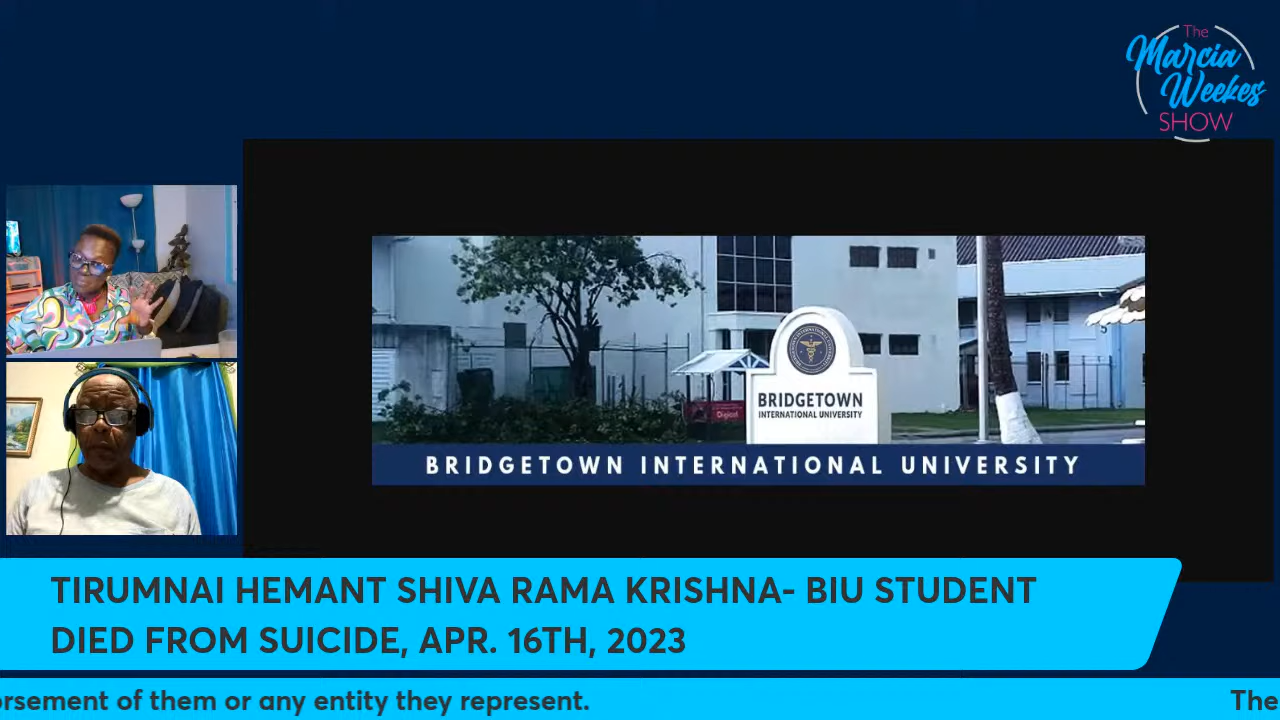 The
Marcia
Weekes
SHOW
BRIDGETOWN
INTERNATIONAL UNIVERSITY
Digicel
BRIDGETOWN INTERNATIONAL UNIVERSITY
TIRUMNAI HEMANT SHIVA RAMA KRISHNA- BIU STUDENT
DIED FROM SUICIDE, APR. 16TH, 2023
orsement of them or any entity they represent. The